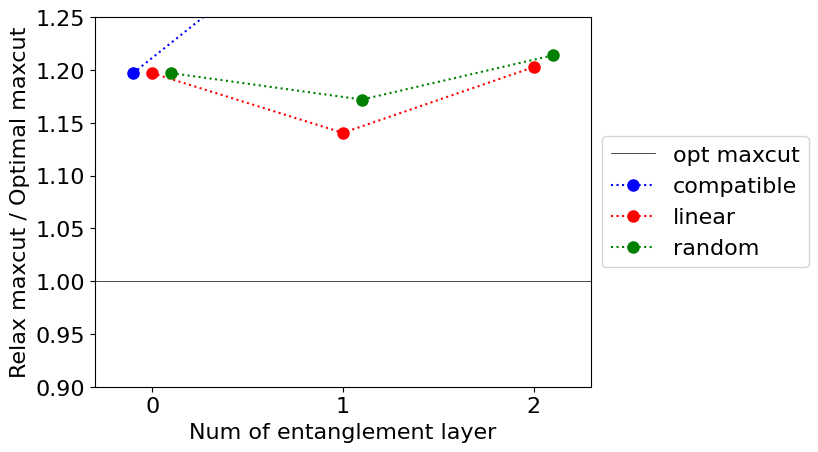 Relax maxcut / Optimal maxcut
1.25
1.20
1.15
1.10
1.05
1.00
0.95
0.90
0
1
2
Num of entanglement layer
opt maxcut
compatible
linear
random